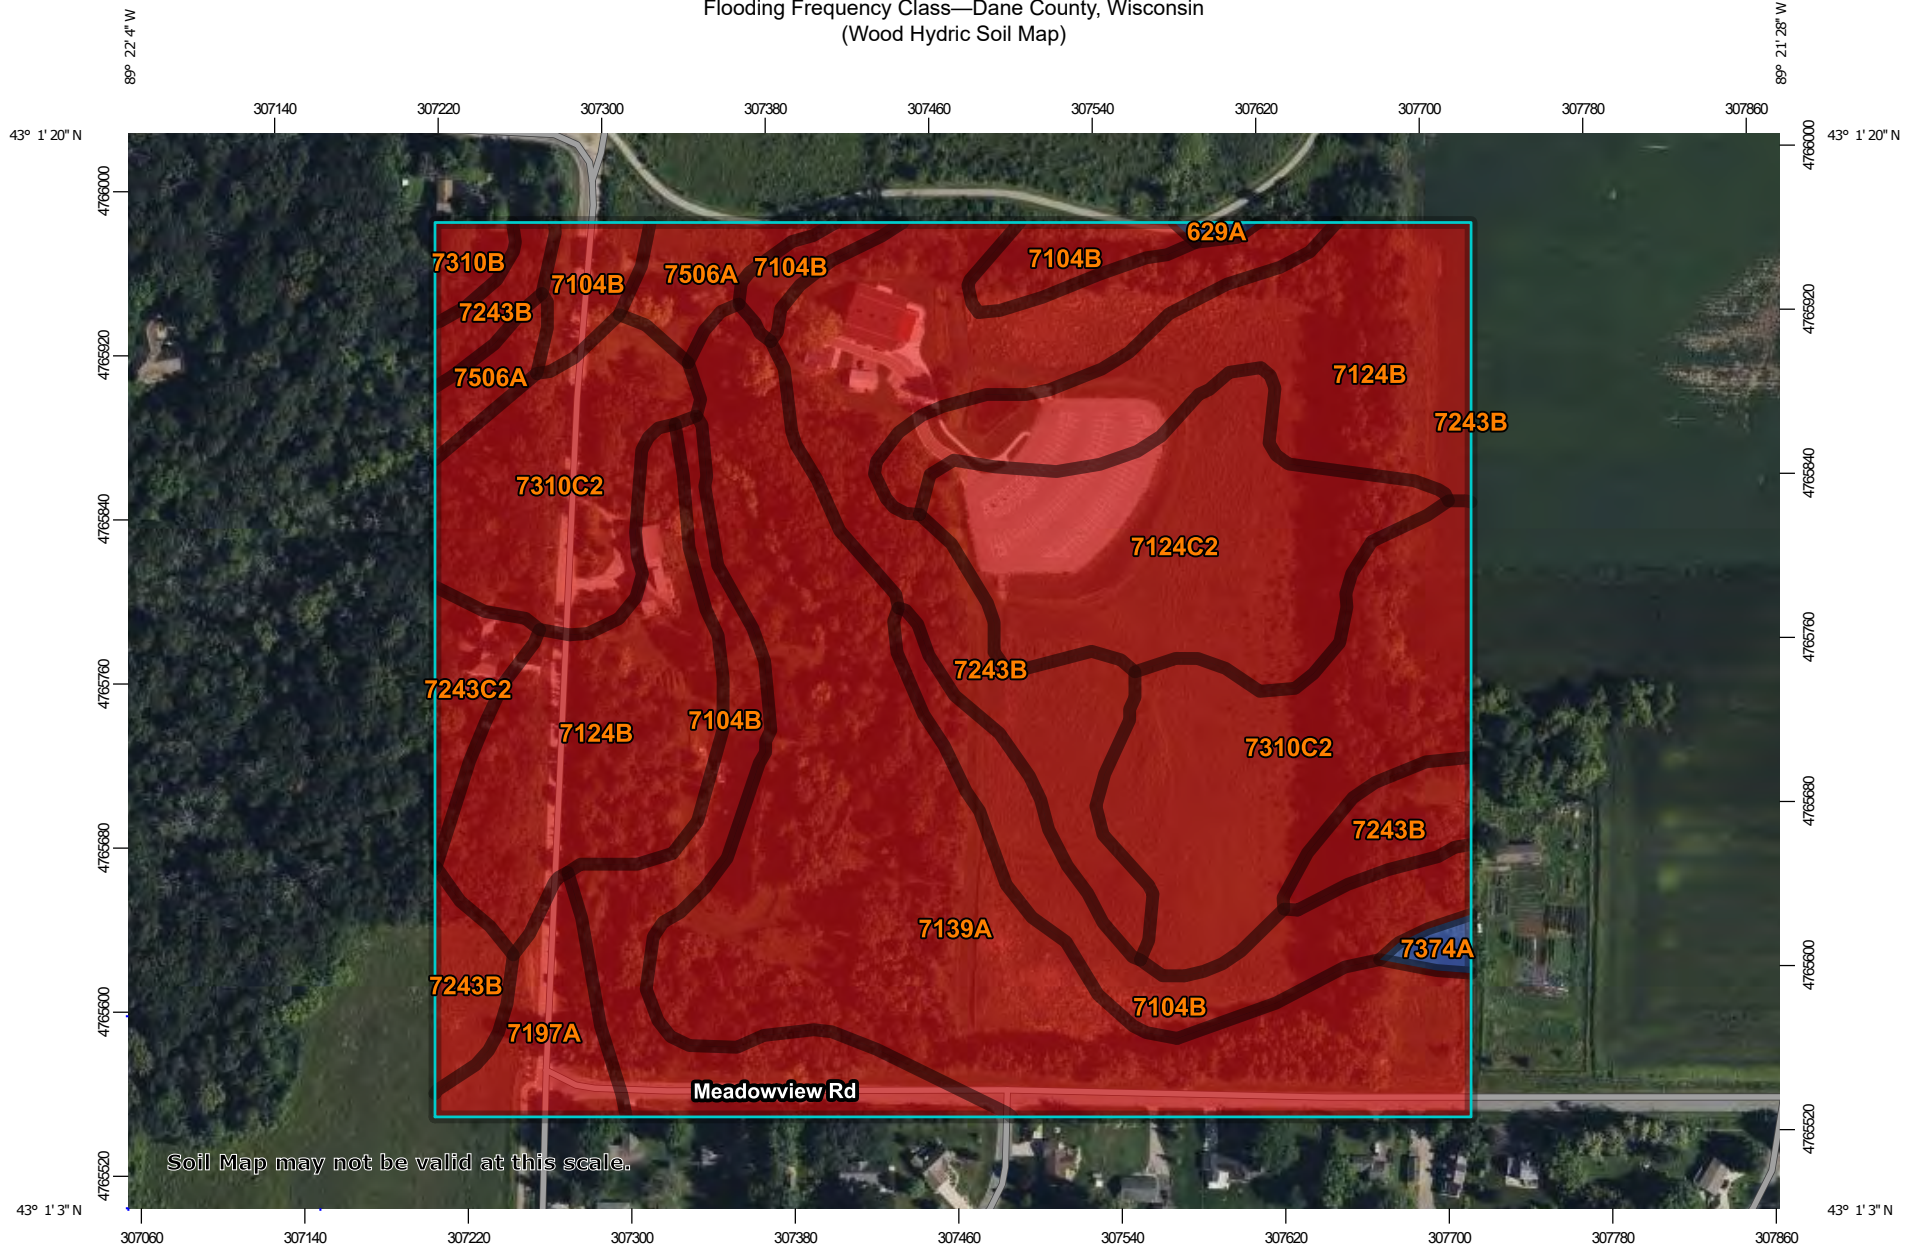 Flooding Frequency Class—Dane County, Wisconsin
(Wood Hydric Soil Map)
89° 22' 4'' W
89° 21' 28'' W
307140 307220 307300 307380 307460 307540 307620 307700 307780 307860
43° 1' 20'' N
43° 1' 20'' N
4766000
4766000
629A
7310B
7104B
7506A
7104B
7104B
7243B
4765920
4765920
7506A
7124B
7243B
7310C2
4765840
4765840
7124C2
4765760
4765760
7243B
7243C2
7124B
7104B
7310C2
4765680
4765680
7243B
7139A
7374A
4765600
4765600
7243B
7104B
7197A
Meadowview Rd
4765520
4765520
Soil Map may not be valid at this scale.
43° 1' 3'' N
43° 1' 3'' N
307060 307140 307220 307300 307380 307460 307540 307620 307700 307780 307860